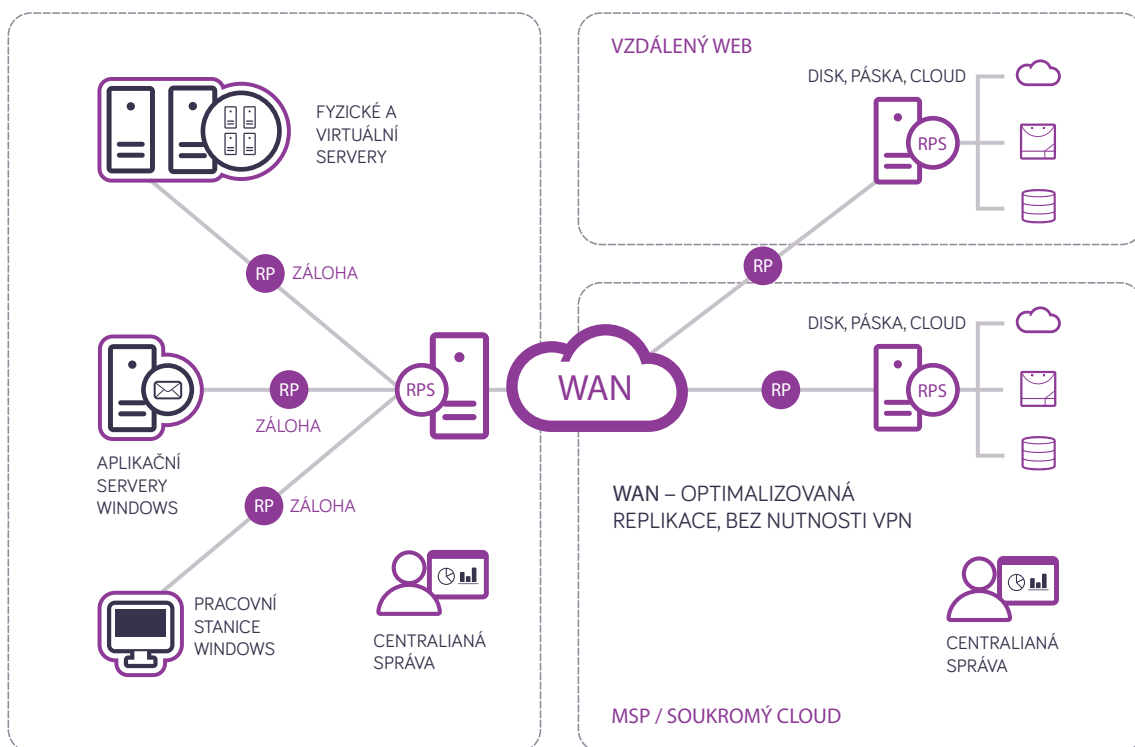 FYZICKÉ A
VIRTUÁLNÍ
SERVERY
RP ZÁLOHA
RP
ZÁLOHA
APLIKAČNÍ
SERVERY
WINDOWS
RP ZÁLOHA
PRACOVNÍ
STANICE
WINDOWS
RPS
CENTRALIANÁ
SPRÁVA
WAN
VZDÁLENÝ WEB
DISK, PÁSKA, CLOUD
RPS
RP
DISK, PÁSKA, CLOUD
RP
RPS
WAN – OPTIMALIZOVANÁ
REPLIKACE, BEZ NUTNOSTI VPN
CENTRALIANÁ
SPRÁVA
MSP / SOUKROMÝ CLOUD